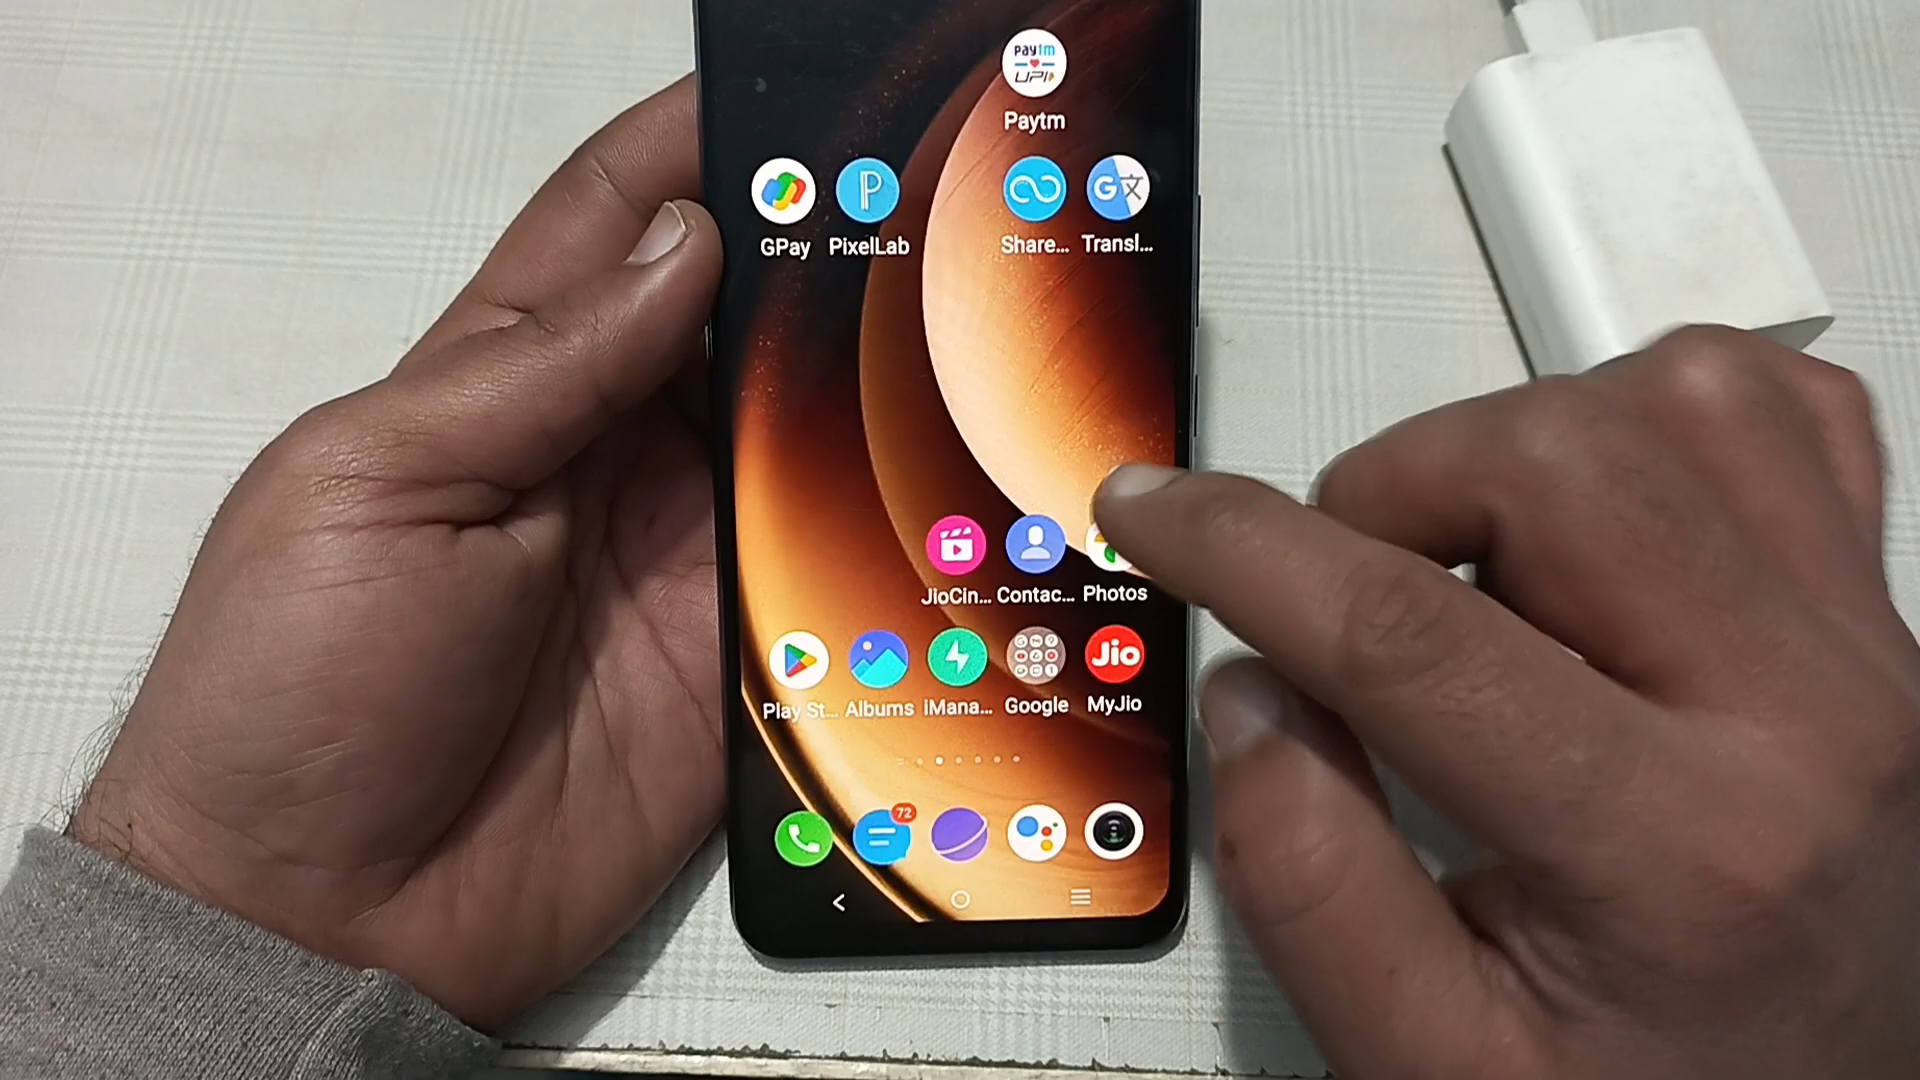 paytm
UPI
Paytm
GPay PixelLab Share... Transl...
JioCin... Contac... Photos
Jio
Play St... Albums iMana... Google MyJio
72